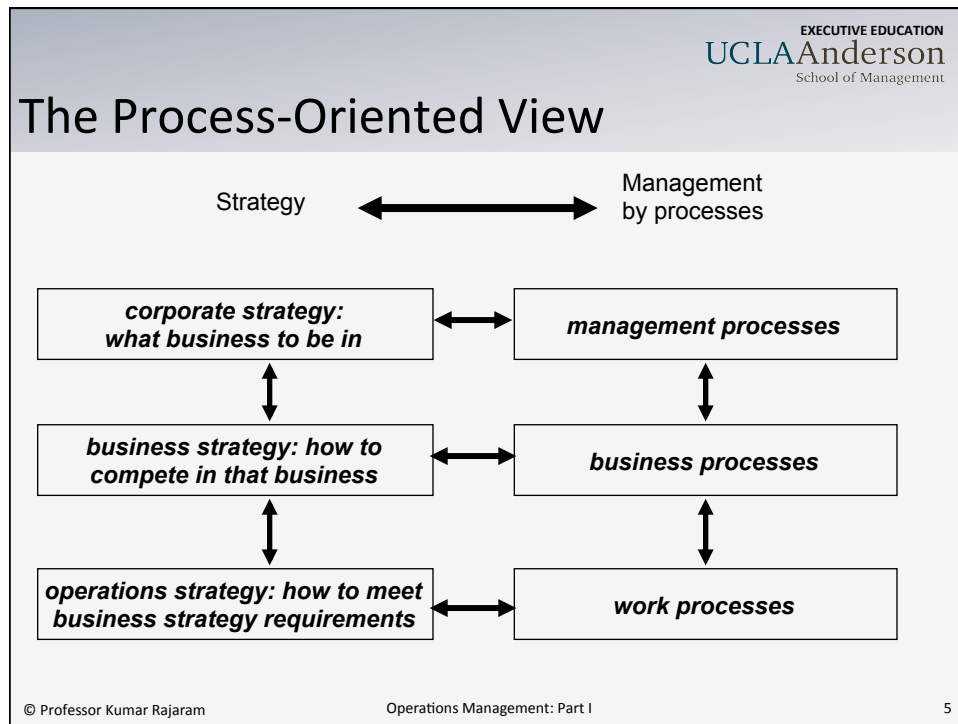 EXECUTIVE EDUCATION
UCLAAnderson
School of Management
The Process-Oriented View
Strategy
Management
by processes
corporate strategy:
what business to be in
management processes
business strategy: how to
compete in that business
business processes
operations strategy: how to meet
business strategy requirements
work processes
© Professor Kumar Rajaram
Operations Management: Part I
5